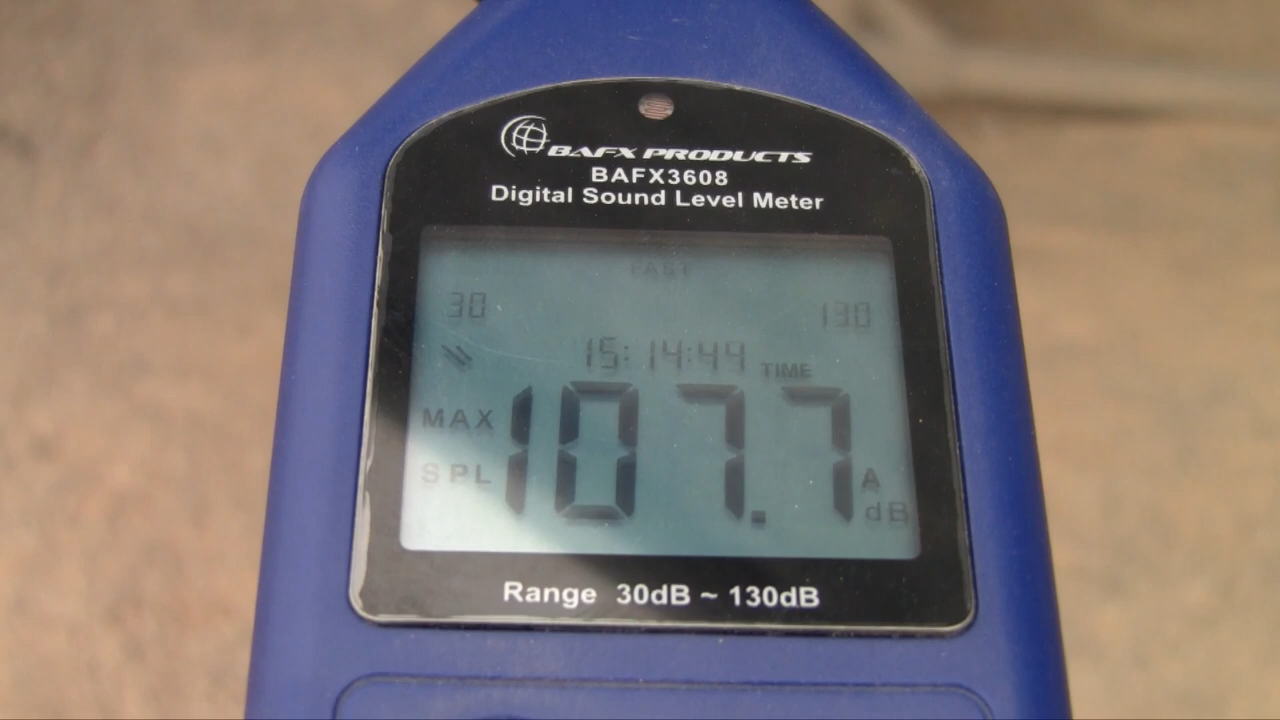 BAFX PRODUCTS
BAFX3608
Digital Sound Level Meter
FAST
30 130
15:14:49 TIME
MAX 107.7
SPL A
dB
Range 30dB ~ 130dB